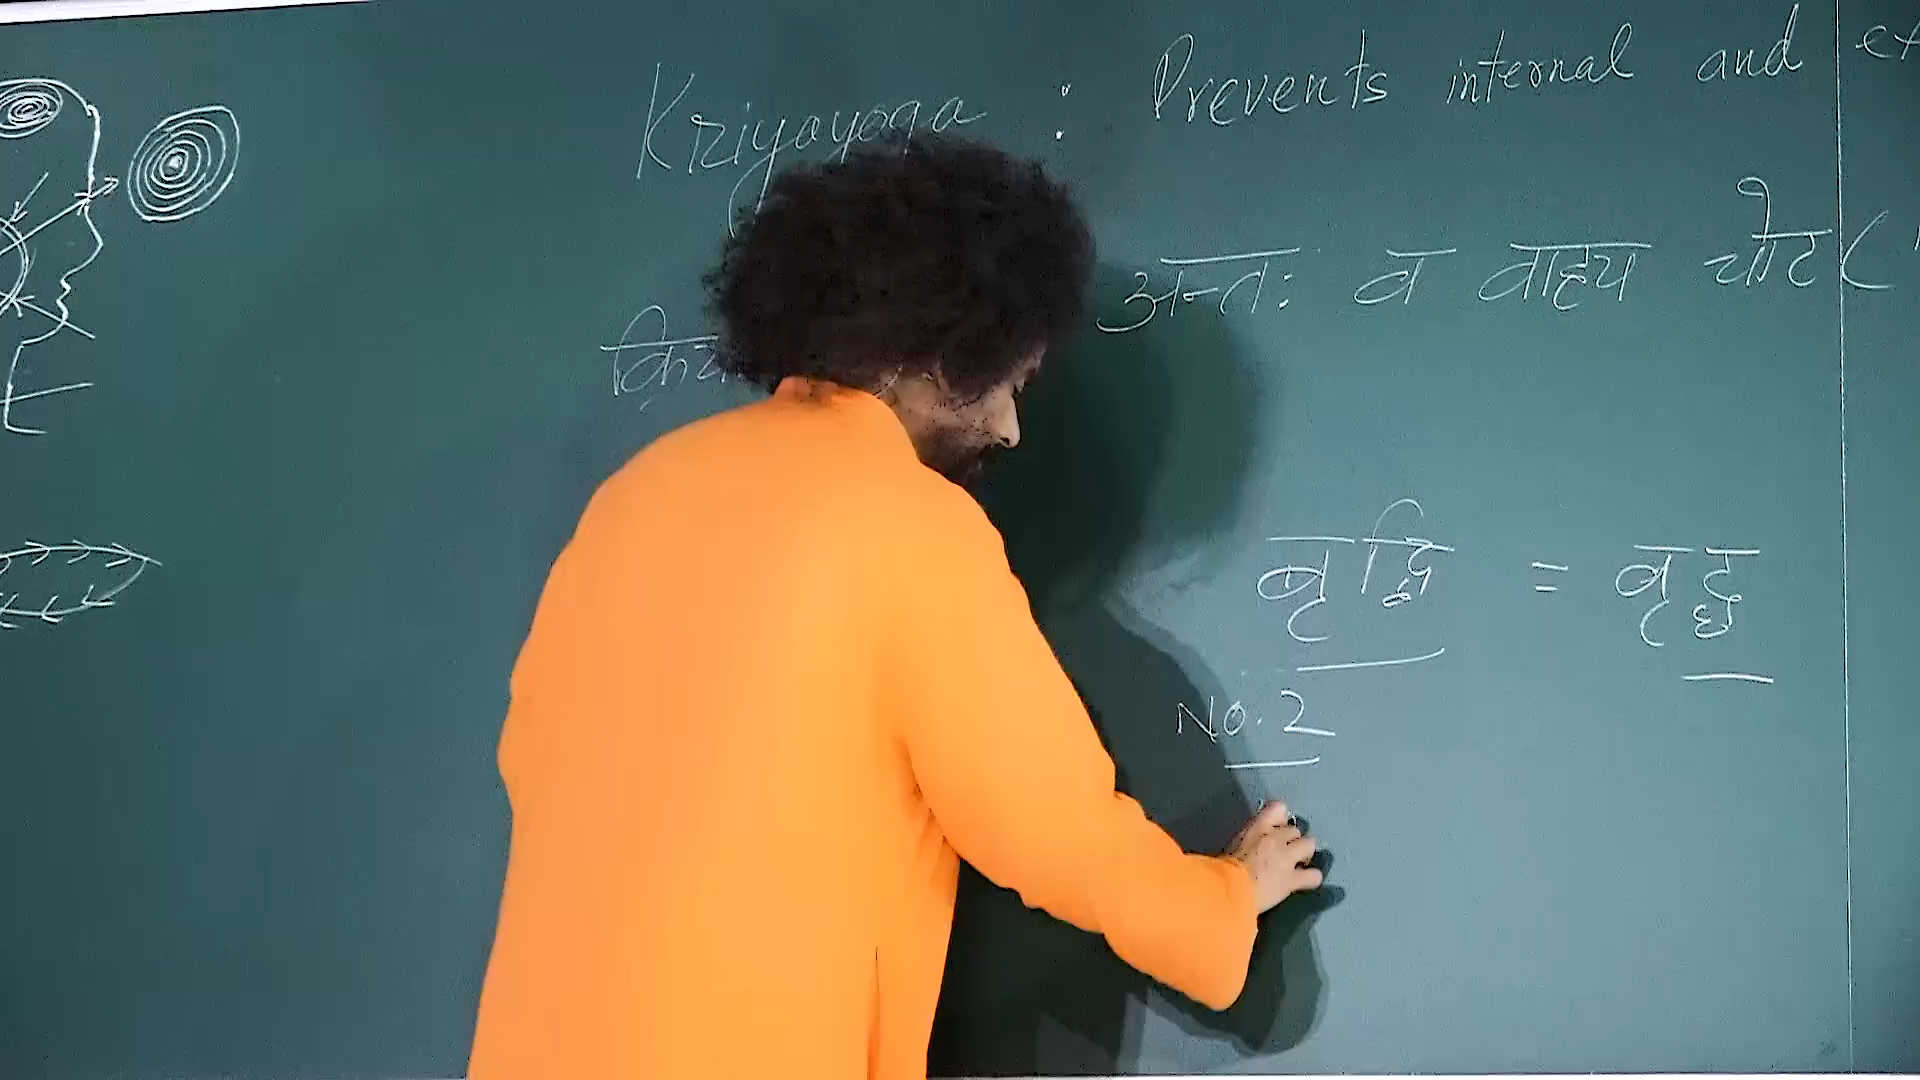 Kriyayoga : Prevents internal and
अन्तः व वाह्य चोट (
वृद्धि = वृद्ध
No. 2